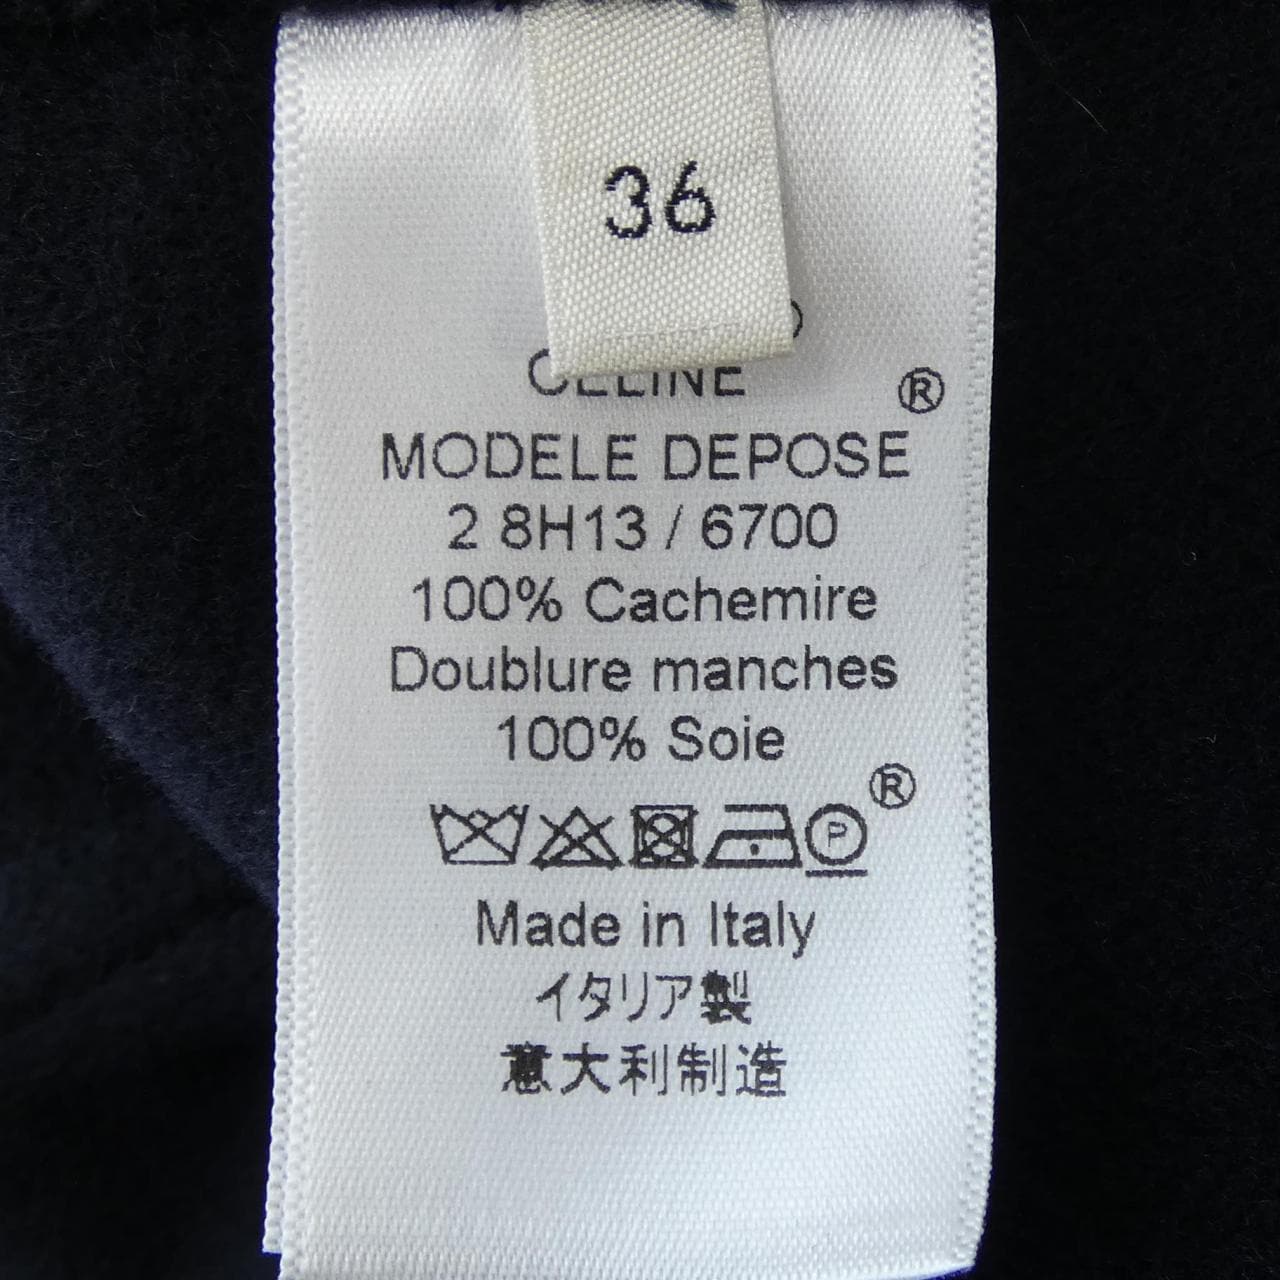 36
CELINE
®
MODELE DEPOSE
2 8H13 / 6700
100% Cachemire
Doublure manches
100% Soie
®
P
Made in Italy
イタリア製
意大利制造